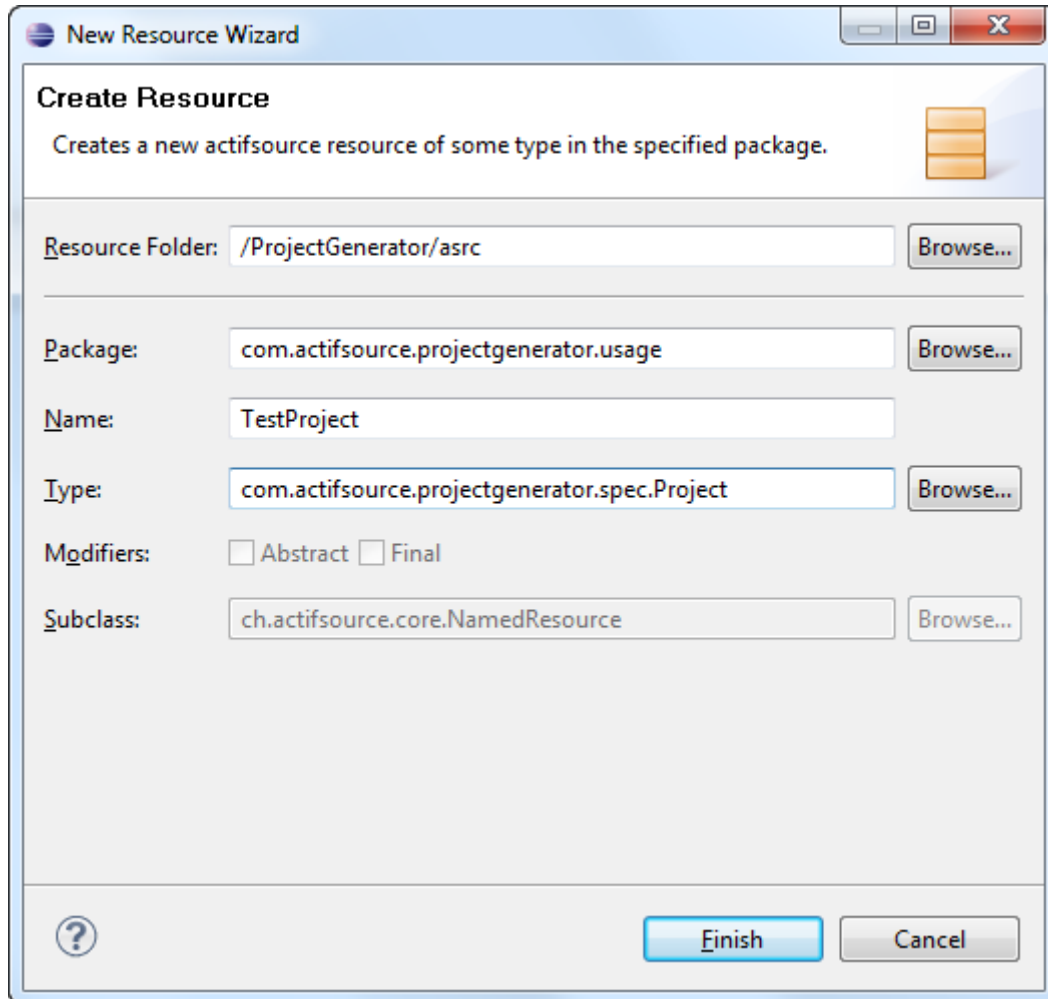 New Resource Wizard
Create Resource
Creates a new actifsource resource of some type in the specified package.
Resource Folder: /ProjectGenerator/asrc Browse...
Package: com.actifsource.projectgenerator.usage Browse...
Name: TestProject
Type: com.actifsource.projectgenerator.spec.Project Browse...
Modifiers: Abstract Final
Subclass: ch.actifsource.core.NamedResource Browse...
? Finish Cancel